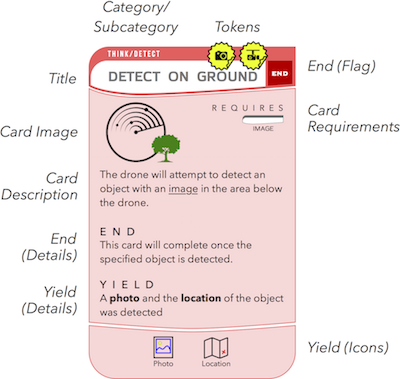 Category/
Subcategory
Tokens
THINK/DETECT
Title
DETECT ON GROUND
END
End (Flag)
REQUIRES
IMAGE
Card
Requirements
Card Image
Card
Description
The drone will attempt to detect an
object with an image in the area below
the drone.
End
(Details)
END
This card will complete once the
specified object is detected.
Yield
(Details)
YIELD
A photo and the location of the object
was detected
Photo
Location
Yield (Icons)